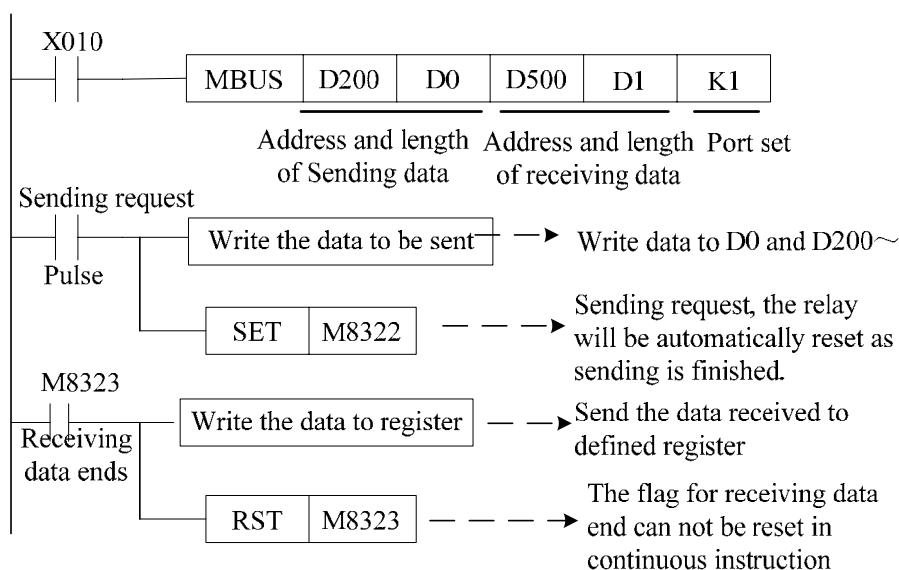 X010
MBUS D200 D0 D500 D1 K1
Address and length Address and length Port set
of Sending data of receiving data
Sending request
Write the data to be sent Write data to D0 and D200～
Pulse
Sending request, the relay
SET M8322 will be automatically reset as
sending is finished.
M8323
Write the data to register Send the data received to
Receiving defined register
data ends
The flag for receiving data
RST M8323 end can not be reset in
continuous instruction